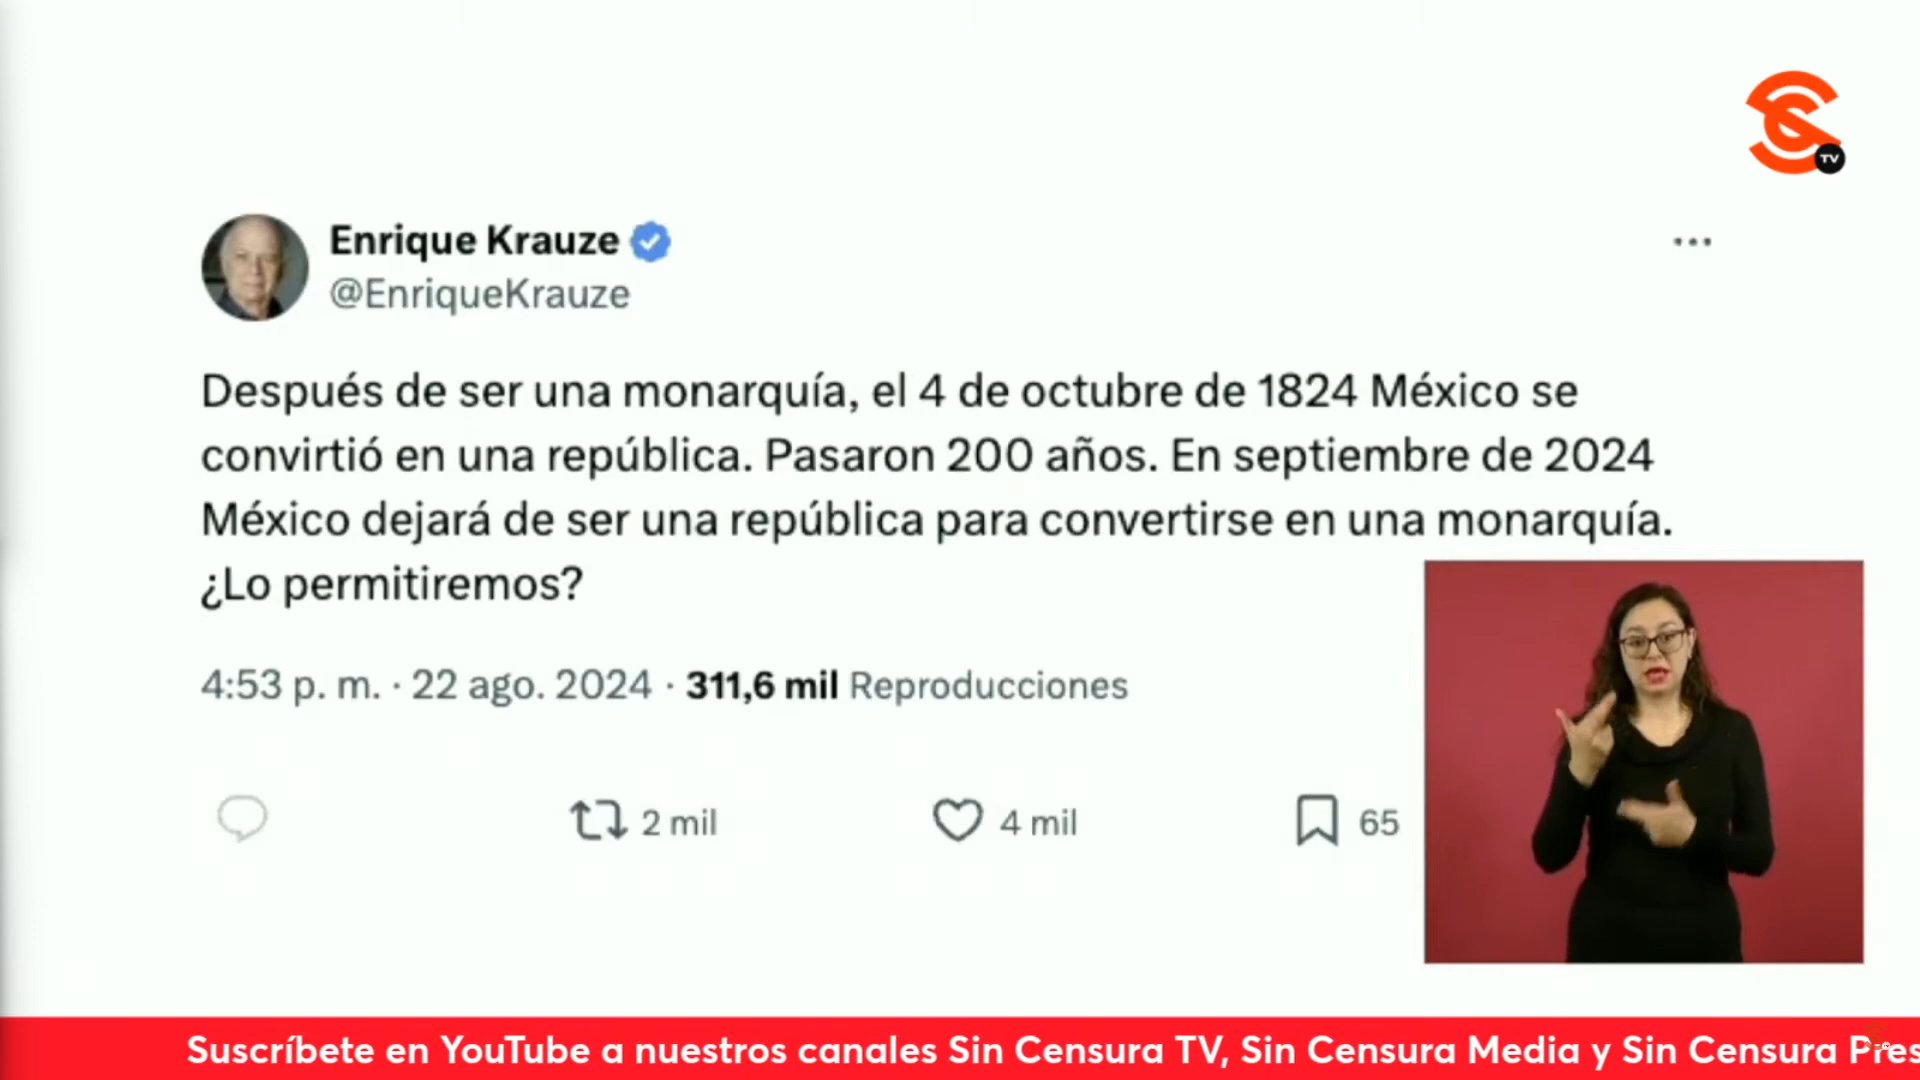 TV
Enrique Krauze
@EnriqueKrauze
Después de ser una monarquía, el 4 de octubre de 1824 México se
convirtió en una república. Pasaron 200 años. En septiembre de 2024
México dejará de ser una república para convertirse en una monarquía.
¿Lo permitiremos?
4:53 p. m. · 22 ago. 2024 · 311,6 mil Reproducciones
2 mil 4 mil 65
Suscríbete en YouTube a nuestros canales Sin Censura TV, Sin Censura Media y Sin Censura Pres